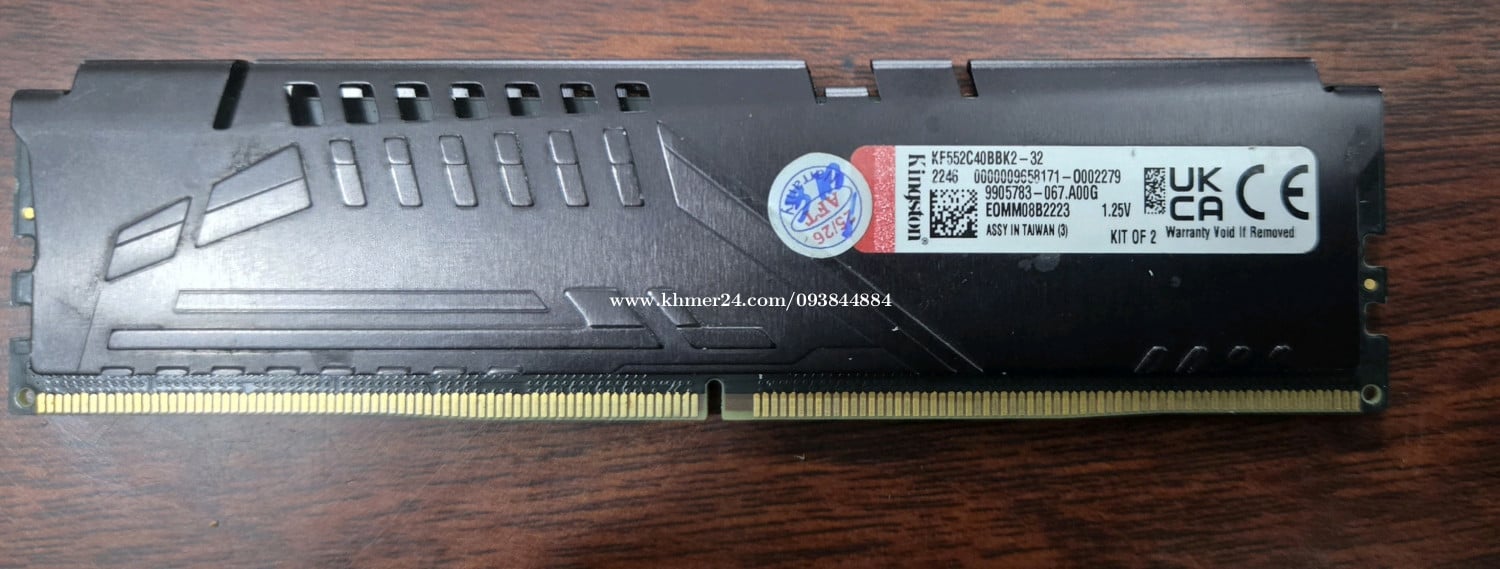 KF552C40BBK2-32
2246 0000009658171-0002279
9905783-067.A00G
EOMM08B2223 1.25V
ASSY IN TAIWAN (3)
KIT OF 2
Warranty Void If Removed
Kingston®
UK
CA
CE
AFT
25/26
www.khmer24.com/093844884